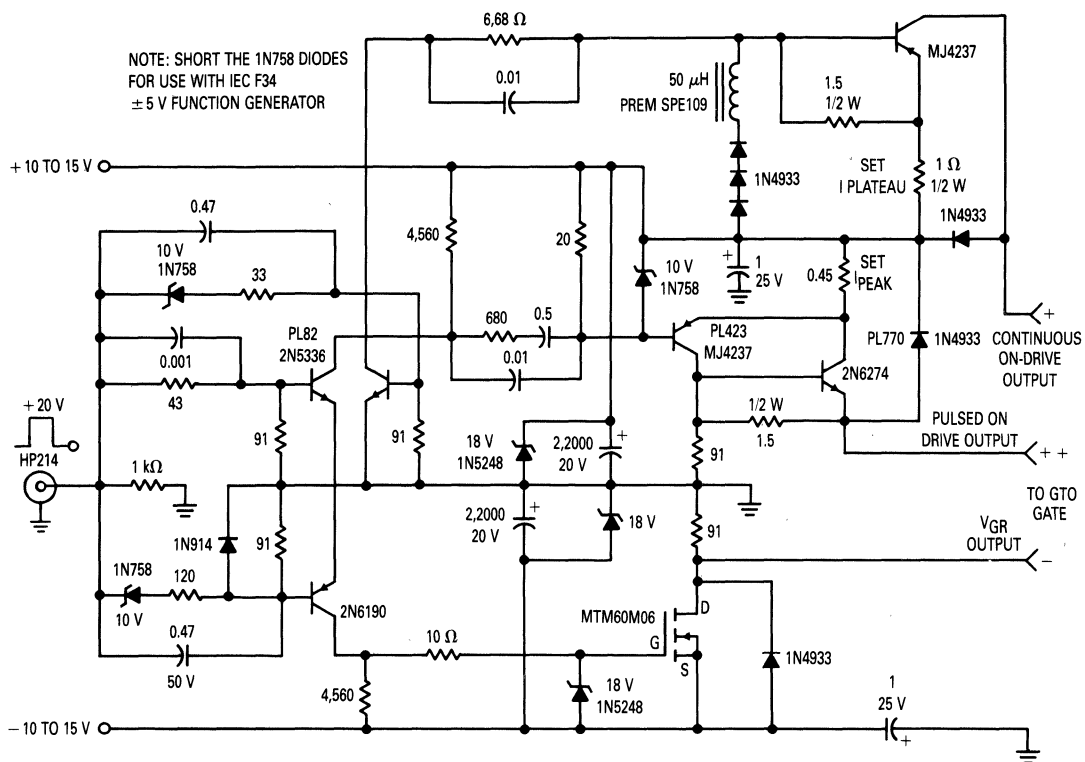 6,68 Ω
MJ4237
NOTE: SHORT THE 1N758 DIODES
FOR USE WITH IEC F34
± 5 V FUNCTION GENERATOR
0.01
50 μH
PREM SPE109
1.5
1/2 W
+ 10 TO 15 V
1N4933
SET
I PLATEAU
1 Ω
1/2 W
0.47
4,560
20
1N4933
10 V
1N758
33
10 V
1N758
+
1
25 V
0.45
SET
IPEAK
680
0.5
PL82
2N5336
PL423
MJ4237
PL770
1N4933
+
CONTINUOUS
ON-DRIVE
OUTPUT
0.001
0.01
2N6274
43
+ 20 V
HP214
91
91
18 V
1N5248
2,2000
20 V
+
1/2 W
1.5
91
PULSED ON
DRIVE OUTPUT
+ +
1 kΩ
TO GTO
GATE
1N914
91
2,2000
20 V
+
18 V
91
VGR
OUTPUT
−
1N758
10 V
120
2N6190
MTM60M06
D
G
S
0.47
50 V
10 Ω
1N4933
4,560
18 V
1N5248
1
25 V
+
− 10 TO 15 V